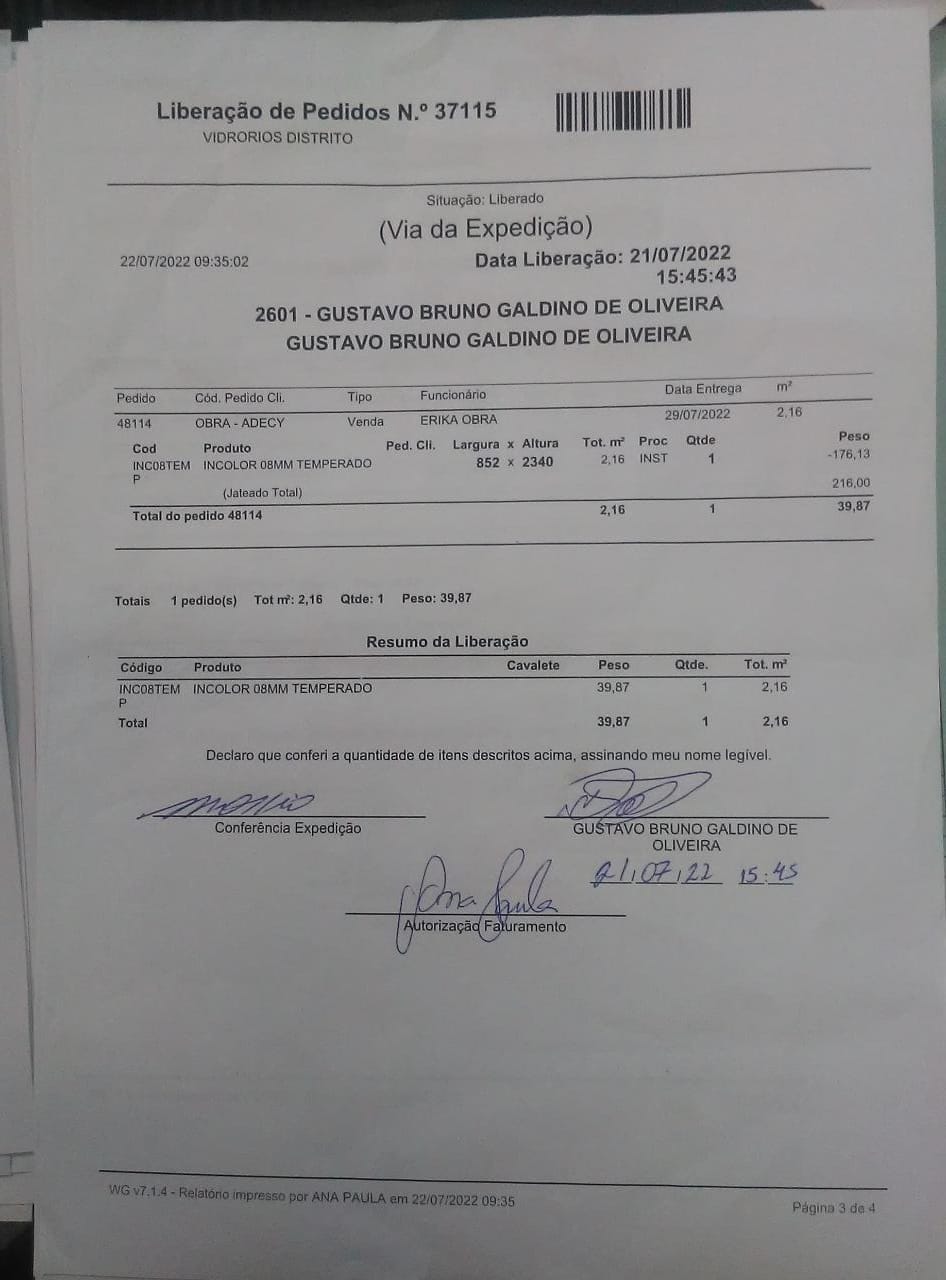 Liberação de Pedidos N.º 37115
VIDRORIOS DISTRITO
Situação: Liberado
(Via da Expedição)
22/07/2022 09:35:02
Data Liberação: 21/07/2022
15:45:43
2601 - GUSTAVO BRUNO GALDINO DE OLIVEIRA
GUSTAVO BRUNO GALDINO DE OLIVEIRA
Pedido Cód. Pedido Cli. Tipo Funcionário Data Entrega m²
48114 OBRA - ADECY Venda ERIKA OBRA 29/07/2022 2,16
Cod Produto Ped. Cli. Largura x Altura Tot. m² Proc Qtde Peso
INC08TEM INCOLOR 08MM TEMPERADO 852 x 2340 2,16 INST 1 -176,13
P
(Jateado Total) 216,00
Total do pedido 48114 2,16 1 39,87
Totais 1 pedido(s) Tot m²: 2,16 Qtde: 1 Peso: 39,87
Resumo da Liberação
Código Produto Cavalete Peso Qtde. Tot. m²
INC08TEM INCOLOR 08MM TEMPERADO 39,87 1 2,16
P
Total 39,87 1 2,16
Declaro que conferi a quantidade de itens descritos acima, assinando meu nome legível.
Conferência Expedição
GUSTAVO BRUNO GALDINO DE
OLIVEIRA
21,07,22 15:45
Ana Paula
Autorização Faturamento
WG v7.1.4 - Relatório impresso por ANA PAULA em 22/07/2022 09:35
Página 3 de 4